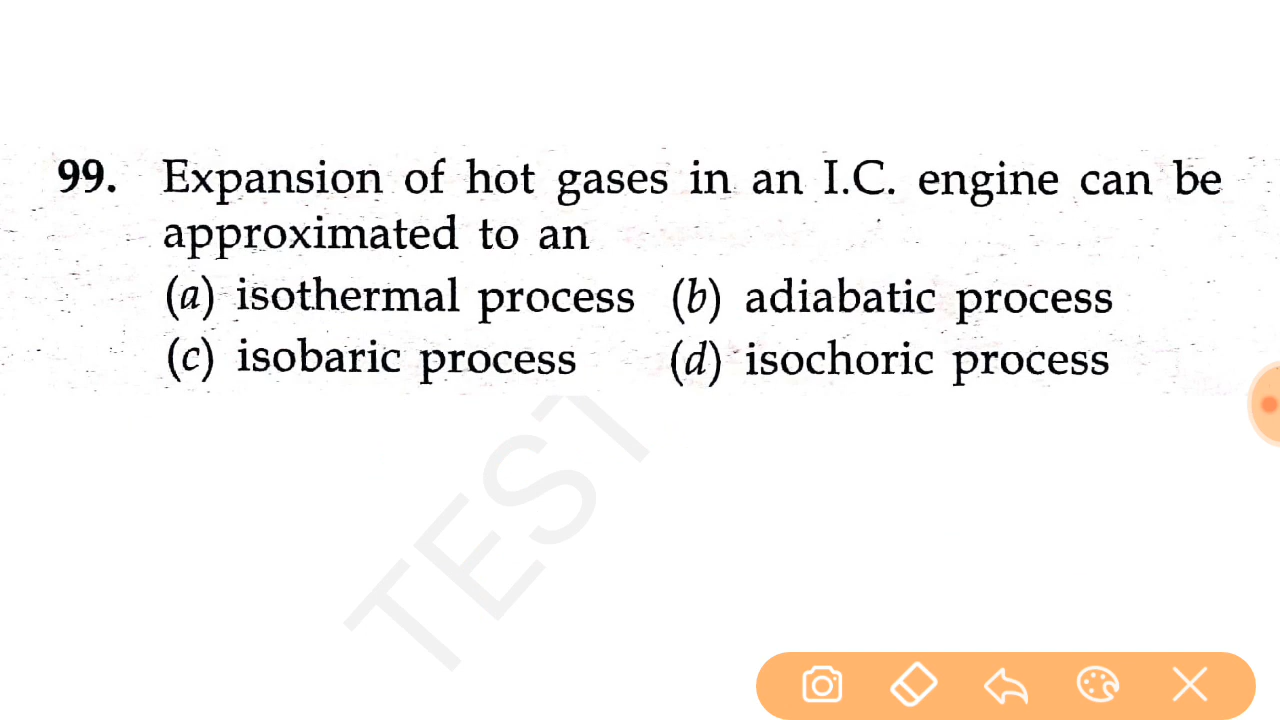 99. Expansion of hot gases in an I.C. engine can be
approximated to an
(a) isothermal process (b) adiabatic process
(c) isobaric process (d) isochoric process
TEST